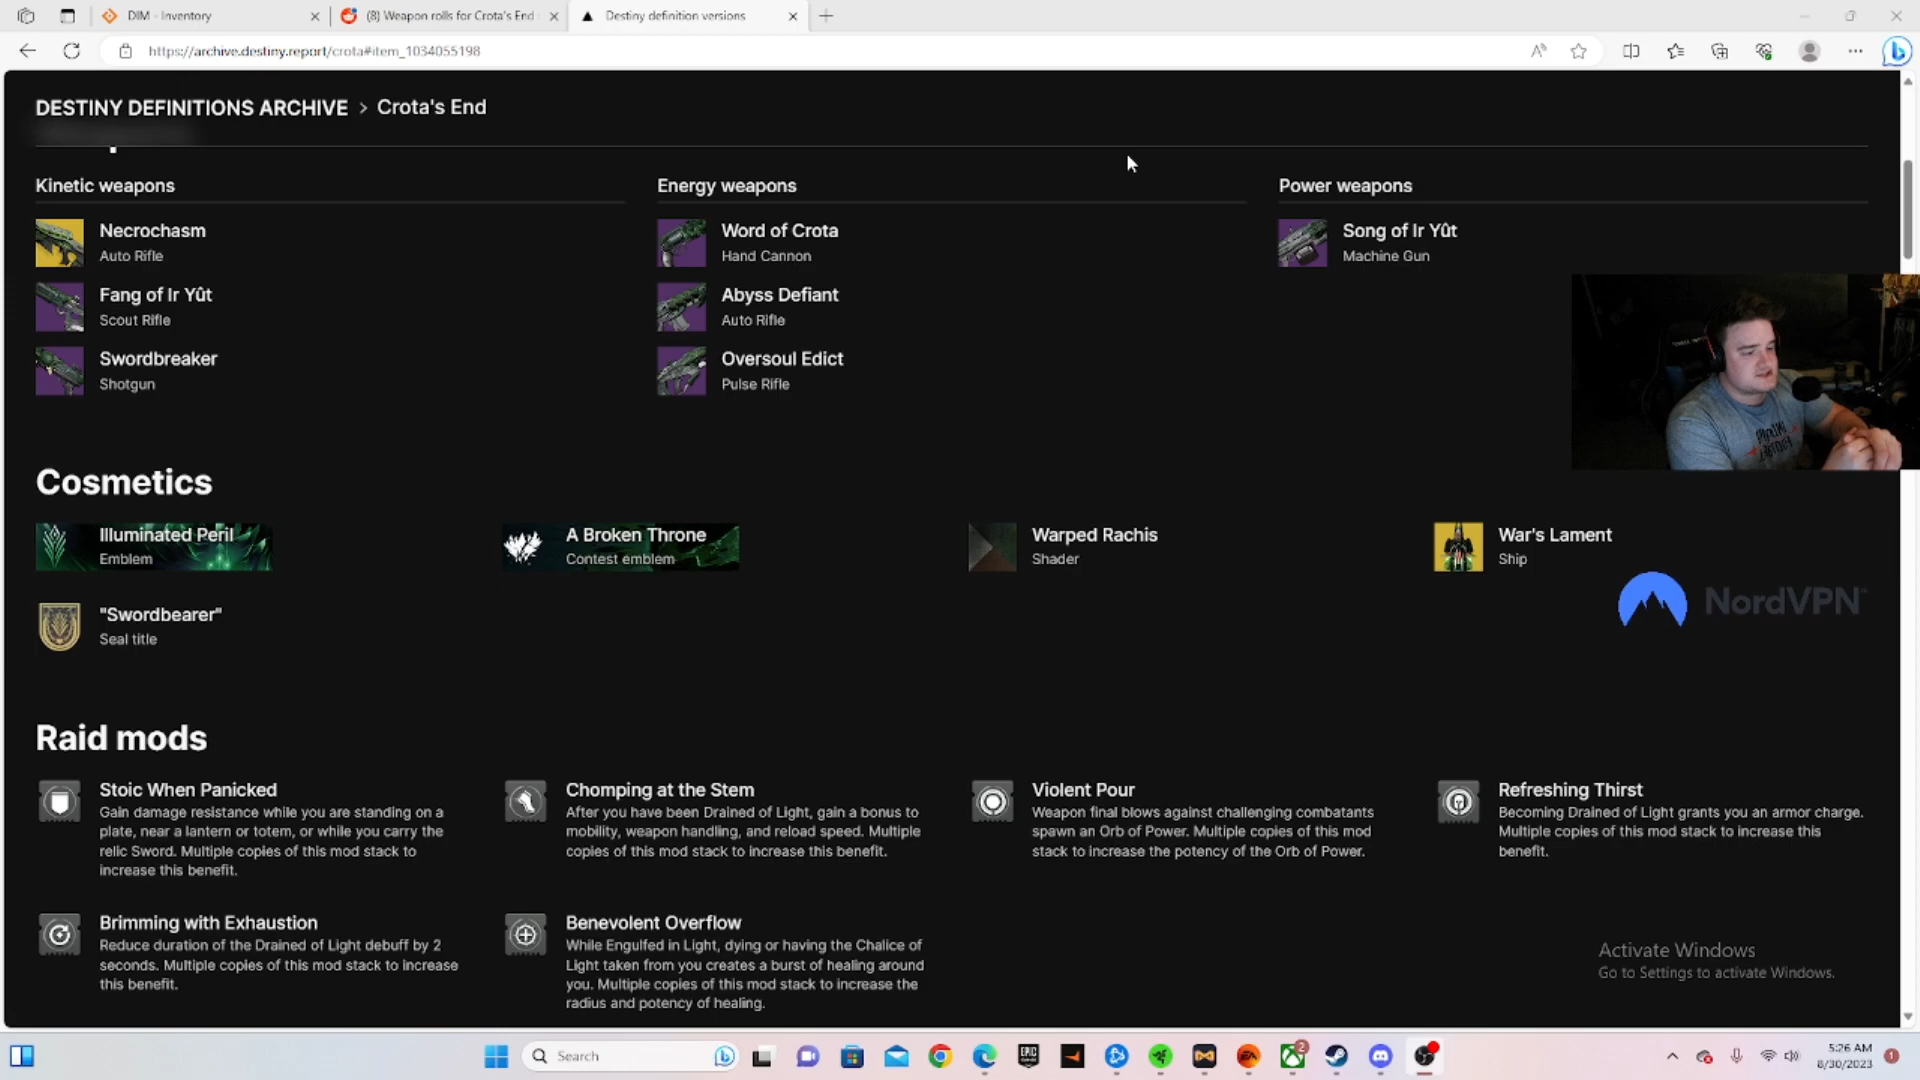 DIM - Inventory
(8) Weapon rolls for Crota's End
Destiny definition versions
https://archive.destiny.report/crota#item_1034055198
DESTINY DEFINITIONS ARCHIVE > Crota's End
Kinetic weapons
Energy weapons
Power weapons
Necrochasm
Auto Rifle
Word of Crota
Hand Cannon
Song of Ir Yût
Machine Gun
Fang of Ir Yût
Scout Rifle
Abyss Defiant
Auto Rifle
Swordbreaker
Shotgun
Oversoul Edict
Pulse Rifle
Cosmetics
Illuminated Peril
Emblem
A Broken Throne
Contest emblem
Warped Rachis
Shader
War's Lament
Ship
"Swordbearer"
Seal title
NordVPN
Raid mods
Stoic When Panicked
Gain damage resistance while you are standing on a
plate, near a lantern or totem, or while you carry the
relic Sword. Multiple copies of this mod stack to
increase this benefit.
Chomping at the Stem
After you have been Drained of Light, gain a bonus to
mobility, weapon handling, and reload speed. Multiple
copies of this mod stack to increase this benefit.
Violent Pour
Weapon final blows against challenging combatants
spawn an Orb of Power. Multiple copies of this mod
stack to increase the potency of the Orb of Power.
Refreshing Thirst
Becoming Drained of Light grants you an armor charge.
Multiple copies of this mod stack to increase this
benefit.
Brimming with Exhaustion
Reduce duration of the Drained of Light debuff by 2
seconds. Multiple copies of this mod stack to increase
this benefit.
Benevolent Overflow
While Engulfed in Light, dying or having the Chalice of
Light taken from you creates a burst of healing around
you. Multiple copies of this mod stack to increase the
radius and potency of healing.
Activate Windows
Go to Settings to activate Windows.
Search
EPIC
2
5:26 AM
8/30/2023
1